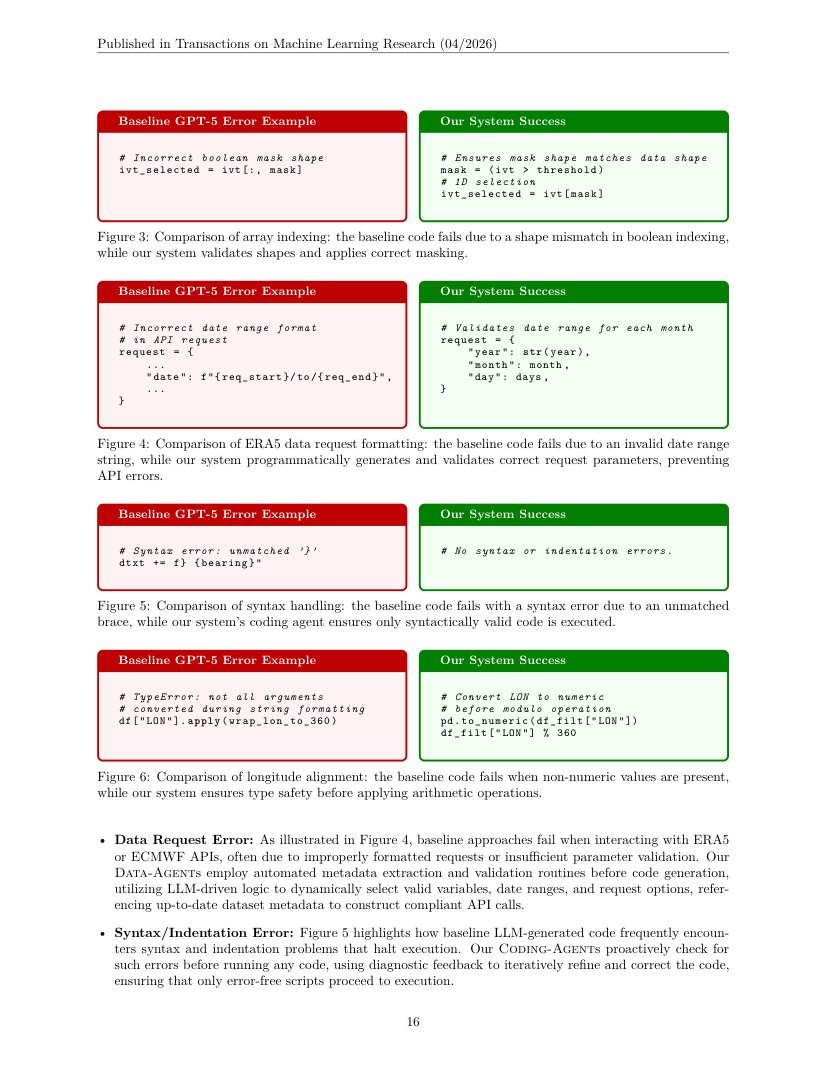 Published in Transactions on Machine Learning Research (04/2026)
Baseline GPT-5 Error Example
# Incorrect boolean mask shape
ivt_selected = ivt[:, mask]
Our System Success
# Ensures mask shape matches data shape
mask = (ivt > threshold)
# 1D selection
ivt_selected = ivt[mask]
Figure 3: Comparison of array indexing: the baseline code fails due to a shape mismatch in boolean indexing,
while our system validates shapes and applies correct masking.
Baseline GPT-5 Error Example
# Incorrect date range format
# in API request
request = {
    ...
    "date": f"{req_start}/to/{req_end}",
    ...
}
Our System Success
# Validates date range for each month
request = {
    "year": str(year),
    "month": month,
    "day": days,
}
Figure 4: Comparison of ERA5 data request formatting: the baseline code fails due to an invalid date range
string, while our system programmatically generates and validates correct request parameters, preventing
API errors.
Baseline GPT-5 Error Example
# Syntax error: unmatched '}'
dtxt += f} {bearing}"
Our System Success
# No syntax or indentation errors.
Figure 5: Comparison of syntax handling: the baseline code fails with a syntax error due to an unmatched
brace, while our system's coding agent ensures only syntactically valid code is executed.
Baseline GPT-5 Error Example
# TypeError: not all arguments
# converted during string formatting
df["LON"].apply(wrap_lon_to_360)
Our System Success
# Convert LON to numeric
# before modulo operation
pd.to_numeric(df_filt["LON"])
df_filt["LON"] % 360
Figure 6: Comparison of longitude alignment: the baseline code fails when non-numeric values are present,
while our system ensures type safety before applying arithmetic operations.
• Data Request Error: As illustrated in Figure 4, baseline approaches fail when interacting with ERA5
or ECMWF APIs, often due to improperly formatted requests or insufficient parameter validation. Our
Data-Agents employ automated metadata extraction and validation routines before code generation,
utilizing LLM-driven logic to dynamically select valid variables, date ranges, and request options, refer-
encing up-to-date dataset metadata to construct compliant API calls.
• Syntax/Indentation Error: Figure 5 highlights how baseline LLM-generated code frequently encoun-
ters syntax and indentation problems that halt execution. Our Coding-Agents proactively check for
such errors before running any code, using diagnostic feedback to iteratively refine and correct the code,
ensuring that only error-free scripts proceed to execution.
16